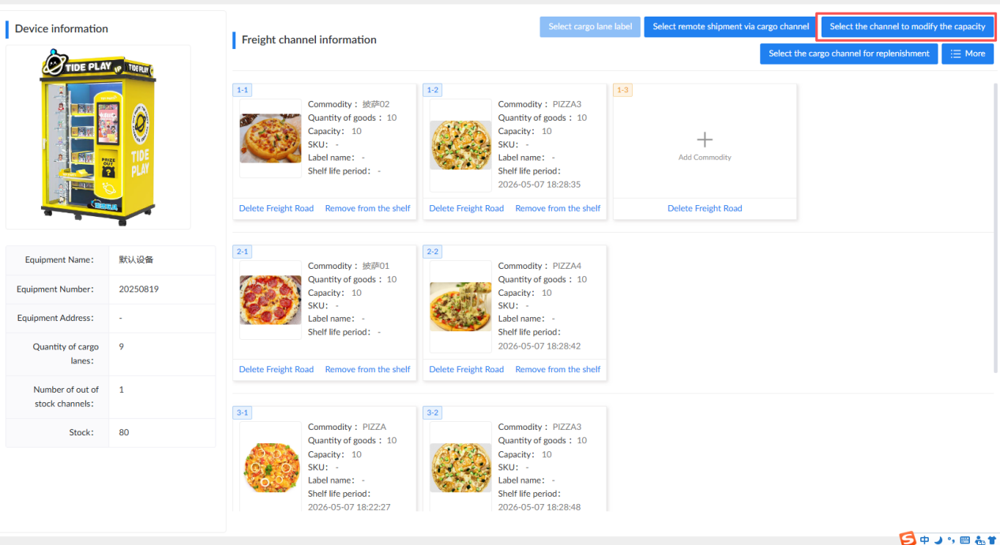 Device information
TIDE PLAY
TIDE PLAY
PRIZE OUT
?
TIDE PLAY
Equipment Name: 默认设备
Equipment Number: 20250819
Equipment Address: -
Quantity of cargo lanes: 9
Number of out of stock channels: 1
Stock: 80
Freight channel information
Select cargo lane label
Select remote shipment via cargo channel
Select the channel to modify the capacity
Select the cargo channel for replenishment
More
1-1
Commodity: 披萨02
Quantity of goods: 10
Capacity: 10
SKU: -
Label name: -
Shelf life period: -
Delete Freight Road Remove from the shelf
1-2
Commodity: PIZZA3
Quantity of goods: 10
Capacity: 10
SKU: -
Label name: -
Shelf life period:
2026-05-07 18:28:35
Delete Freight Road Remove from the shelf
1-3
Add Commodity
Delete Freight Road
2-1
Commodity: 披萨01
Quantity of goods: 10
Capacity: 10
SKU: -
Label name: -
Shelf life period: -
Delete Freight Road Remove from the shelf
2-2
Commodity: PIZZA4
Quantity of goods: 10
Capacity: 10
SKU: -
Label name: -
Shelf life period:
2026-05-07 18:28:42
Delete Freight Road Remove from the shelf
3-1
Commodity: PIZZA
Quantity of goods: 10
Capacity: 10
SKU: -
Label name: -
Shelf life period:
2026-05-07 18:22:27
3-2
Commodity: PIZZA3
Quantity of goods: 10
Capacity: 10
SKU: -
Label name: -
Shelf life period:
2026-05-07 18:28:48
S 中